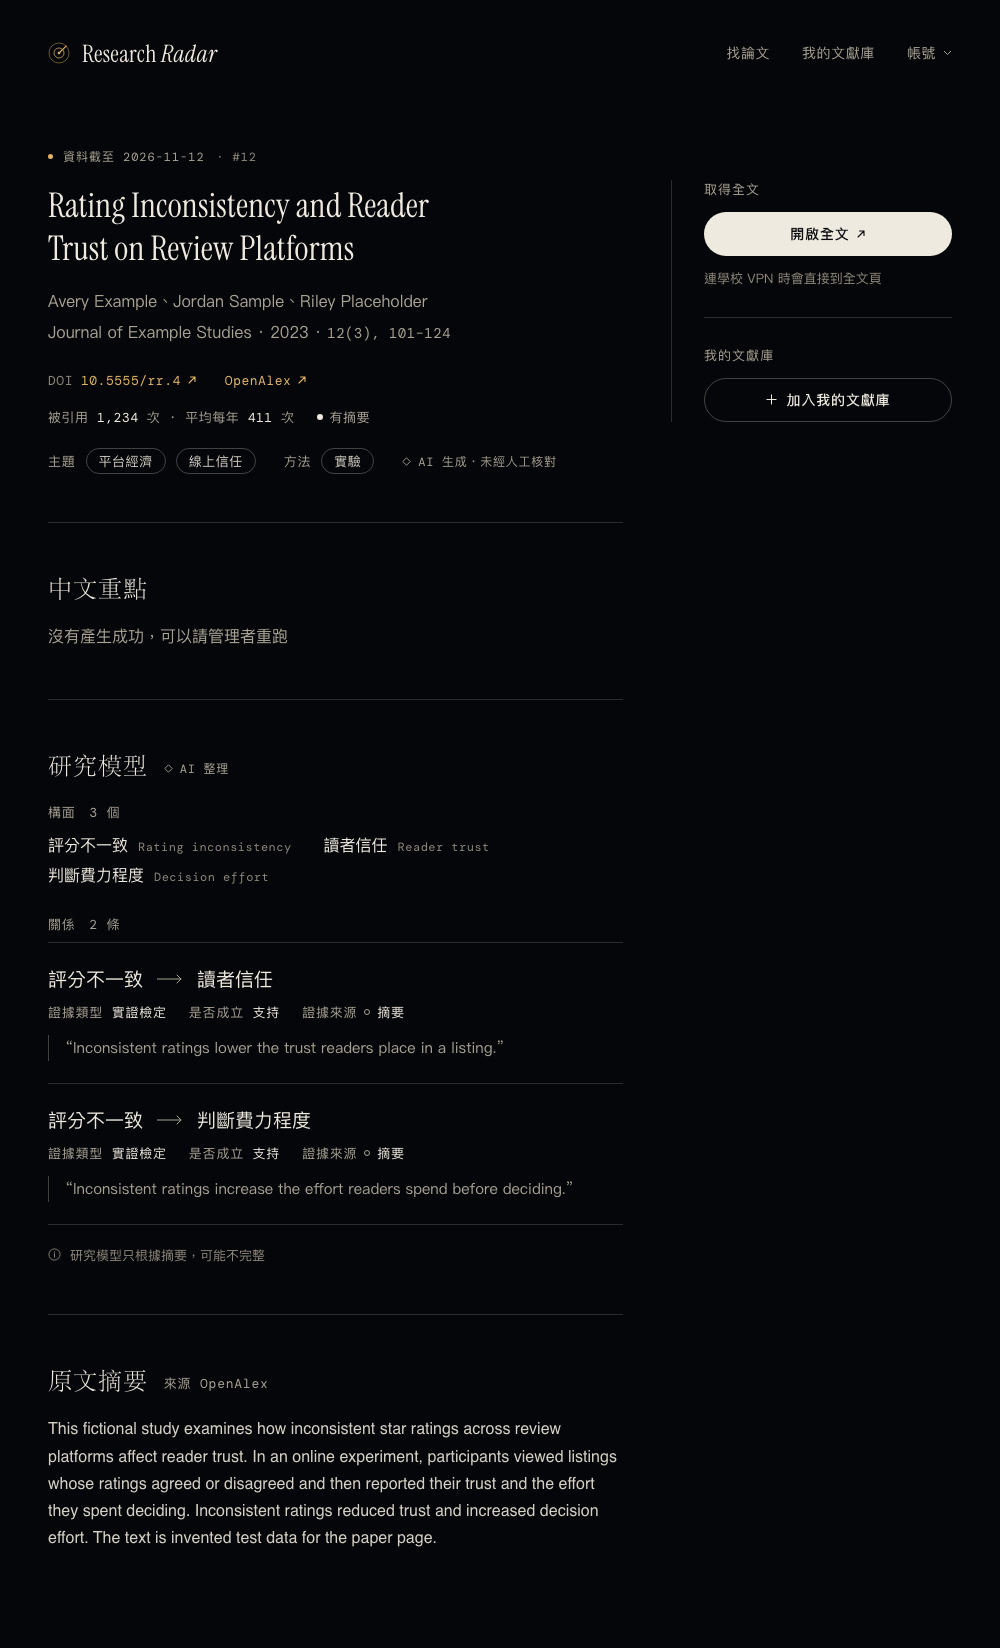 Research Radar
找論文 我的文獻庫 帳號
資料截至 2026-11-12 · #12
Rating Inconsistency and Reader
Trust on Review Platforms
Avery Example、Jordan Sample、Riley Placeholder
Journal of Example Studies · 2023 · 12(3), 101–124
DOI 10.5555/rr.4 ↗ OpenAlex ↗
被引用 1,234 次 · 平均每年 411 次 有摘要
主題 平台經濟 線上信任 方法 實驗 ◇ AI 生成·未經人工核對
取得全文
開啟全文 ↗
連學校 VPN 時會直接到全文頁
我的文獻庫
+ 加入我的文獻庫
中文重點
沒有產生成功，可以請管理者重跑
研究模型 ◇ AI 整理
構面 3 個
評分不一致 Rating inconsistency 讀者信任 Reader trust
判斷費力程度 Decision effort
關係 2 條
評分不一致 → 讀者信任
證據類型 實證檢定 是否成立 支持 證據來源 ○ 摘要
“Inconsistent ratings lower the trust readers place in a listing.”
評分不一致 → 判斷費力程度
證據類型 實證檢定 是否成立 支持 證據來源 ○ 摘要
“Inconsistent ratings increase the effort readers spend before deciding.”
研究模型只根據摘要，可能不完整
原文摘要 來源 OpenAlex
This fictional study examines how inconsistent star ratings across review
platforms affect reader trust. In an online experiment, participants viewed listings
whose ratings agreed or disagreed and then reported their trust and the effort
they spent deciding. Inconsistent ratings reduced trust and increased decision
effort. The text is invented test data for the paper page.